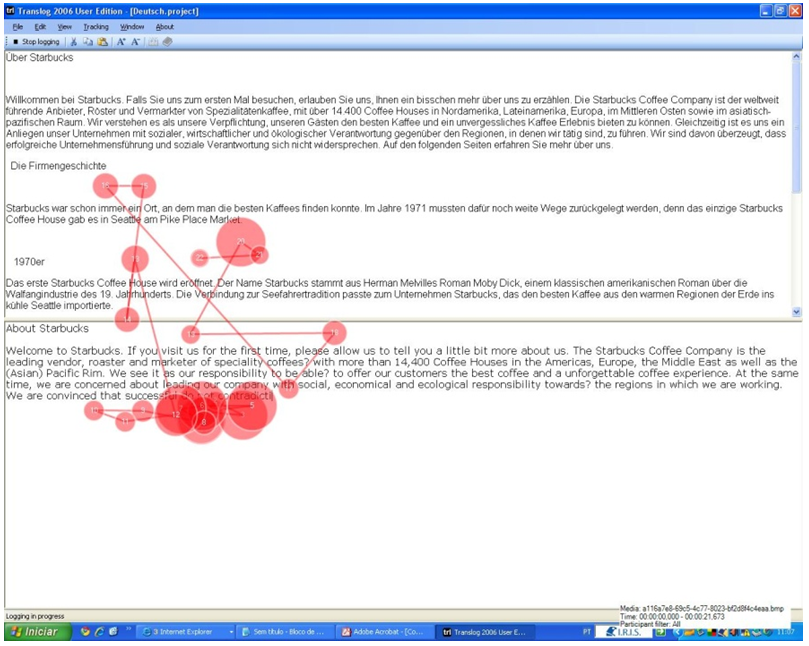 Translog 2006 User Edition - [Deutsch.project]
File Edit View Tracking Window About
Stop logging
Über Starbucks
Willkommen bei Starbucks. Falls Sie uns zum ersten Mal besuchen, erlauben Sie uns, Ihnen ein bisschen mehr über uns zu erzählen. Die Starbucks Coffee Company ist der weltweit
führende Anbieter, Röster und Vermarkter von Spezialitätenkaffee, mit über 14.400 Coffee Houses in Nordamerika, Lateinamerika, Europa, im Mittleren Osten sowie im asiatisch-
pazifischen Raum. Wir verstehen es als unsere Verpflichtung, unseren Gästen den besten Kaffee und ein unvergessliches Kaffee Erlebnis bieten zu können. Gleichzeitig ist es uns ein
Anliegen unser Unternehmen mit sozialer, wirtschaftlicher und ökologischer Verantwortung gegenüber den Regionen, in denen wir tätig sind, zu führen. Wir sind davon überzeugt, dass
erfolgreiche Unternehmensführung und soziale Verantwortung sich nicht widersprechen. Auf den folgenden Seiten erfahren Sie mehr über uns.
Die Firmengeschichte
Starbucks war schon immer ein Ort, an dem man die besten Kaffees finden konnte. Im Jahre 1971 mussten dafür noch weite Wege zurückgelegt werden, denn das einzige Starbucks
Coffee House gab es in Seattle am Pike Place Market.
1970er
Das erste Starbucks Coffee House wird eröffnet. Der Name Starbucks stammt aus Herman Melvilles Roman Moby Dick, einem klassischen amerikanischen Roman über die
Walfangindustrie des 19. Jahrhunderts. Die Verbindung zur Seefahrertradition passte zum Unternehmen Starbucks, das den besten Kaffee aus den warmen Regionen der Erde ins
kühle Seattle importierte.
About Starbucks
Welcome to Starbucks. If you visit us for the first time, please allow us to tell you a little bit more about us. The Starbucks Coffee Company is the
leading vendor, roaster and marketer of speciality coffees? with more than 14,400 Coffee Houses in the Americas, Europe, the Middle East as well as the
(Asian) Pacific Rim. We see it as our responsibility to be able? to offer our customers the best coffee and a unforgettable coffee experience. At the same
time, we are concerned about leading our company with social, economical and ecological responsibility towards? the regions in which we are working.
We are convinced that successful do not contradict!
Logging in progress
Media: a116a7e8-69c5-4c77-8023-bf2d8f4c4eaa.bmp
Time: 00:00:00,000 - 00:00:21,673
Participant filter: All
Iniciar 3 Internet Explorer Sem título - Bloco de ... Adobe Acrobat - [Co... Translog 2006 User E... PT I.R.I.S. 11:07